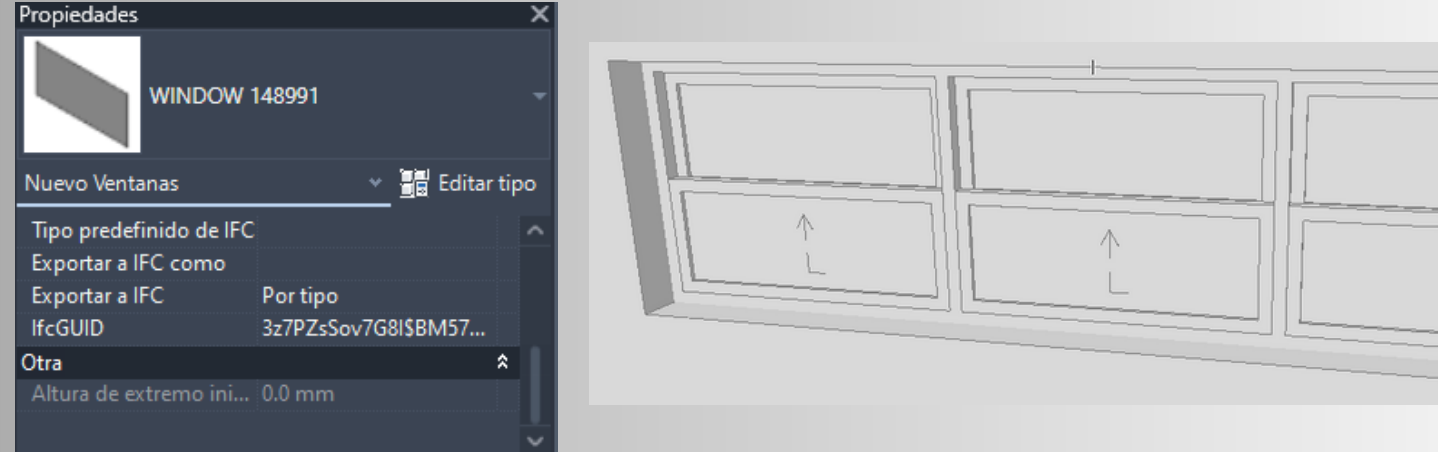 Propiedades
WINDOW 148991
Nuevo Ventanas
Editar tipo
Tipo predefinido de IFC
Exportar a IFC como
Exportar a IFC Por tipo
IfcGUID 3z7PZsSov7G8l$BM57...
Otra
Altura de extremo ini... 0.0 mm